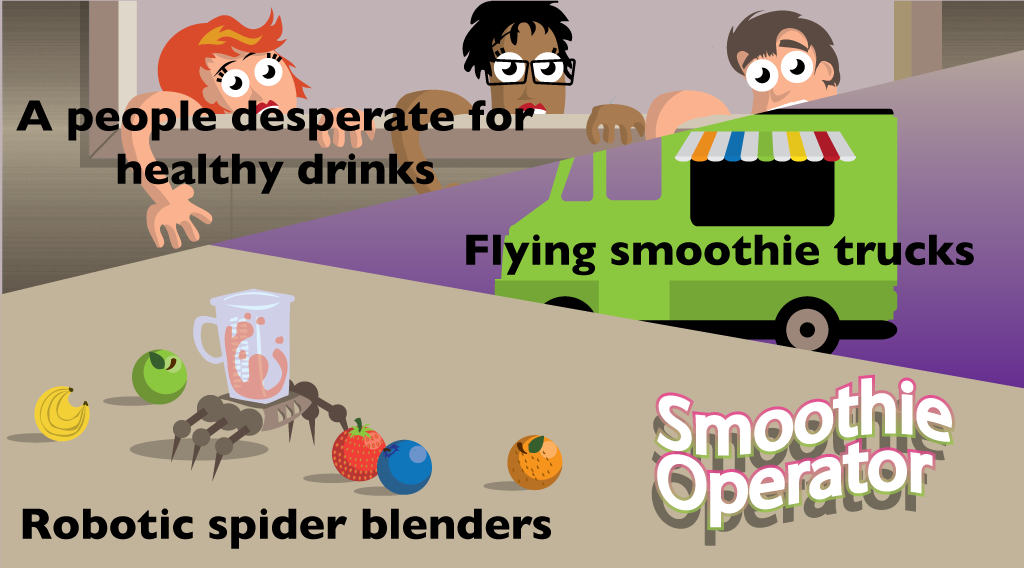 A people desperate for
healthy drinks
Flying smoothie trucks
Smoothie
Operator
Robotic spider blenders